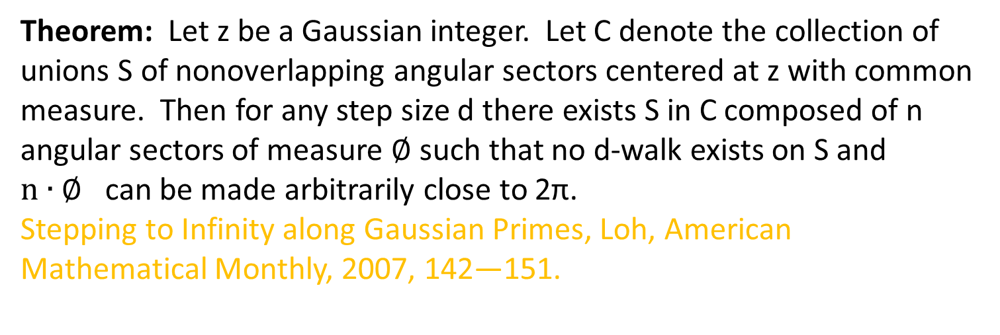 Theorem: Let z be a Gaussian integer. Let C denote the collection of
unions S of nonoverlapping angular sectors centered at z with common
measure. Then for any step size d there exists S in C composed of n
angular sectors of measure Ø such that no d-walk exists on S and
n · Ø can be made arbitrarily close to 2π.
Stepping to Infinity along Gaussian Primes, Loh, American
Mathematical Monthly, 2007, 142—151.